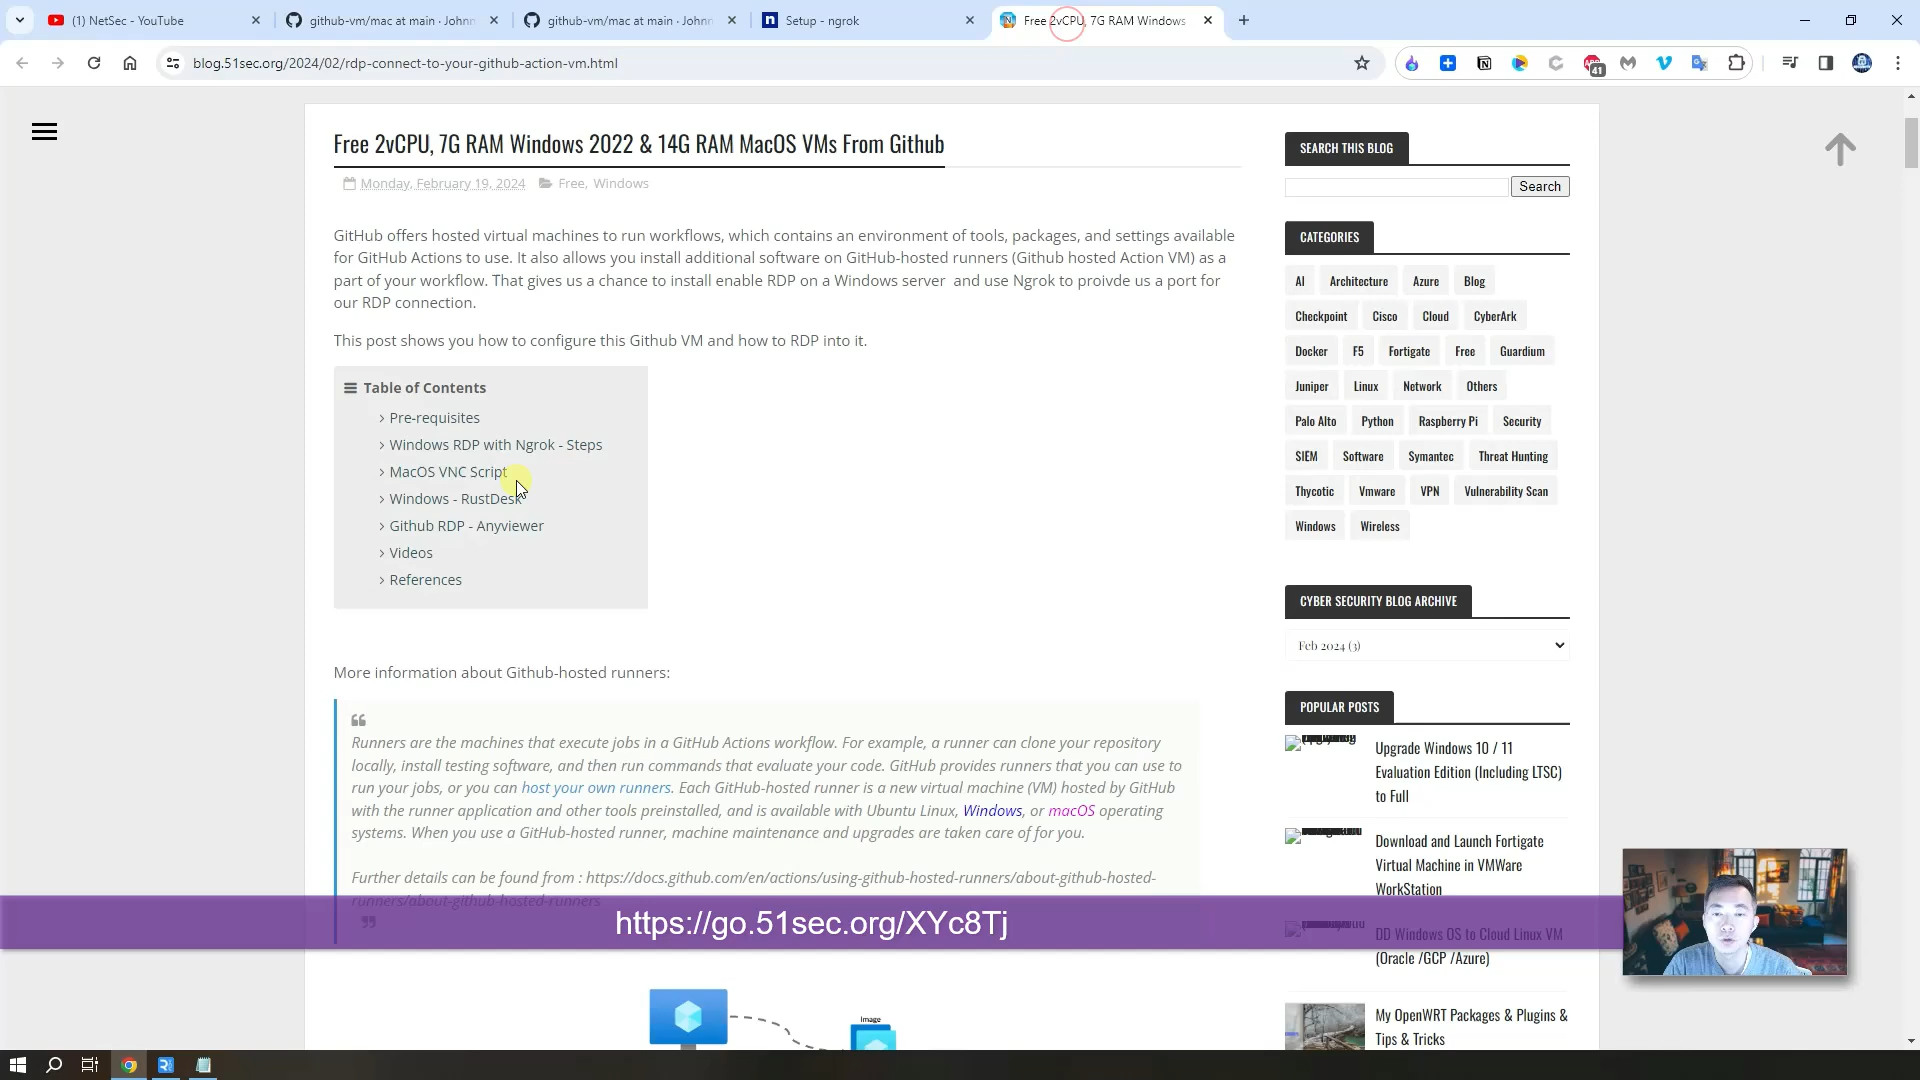 (1) NetSec - YouTube
github-vm/mac at main · Johnn
github-vm/mac at main · Johnn
Setup - ngrok
Free 2vCPU, 7G RAM Windows
blog.51sec.org/2024/02/rdp-connect-to-your-github-action-vm.html
41
Free 2vCPU, 7G RAM Windows 2022 & 14G RAM MacOS VMs From Github
Monday, February 19, 2024 Free, Windows
GitHub offers hosted virtual machines to run workflows, which contains an environment of tools, packages, and settings available
for GitHub Actions to use. It also allows you install additional software on GitHub-hosted runners (Github hosted Action VM) as a
part of your workflow. That gives us a chance to install enable RDP on a Windows server and use Ngrok to proivde us a port for
our RDP connection.
This post shows you how to configure this Github VM and how to RDP into it.
Table of Contents
Pre-requisites
Windows RDP with Ngrok - Steps
MacOS VNC Script
Windows - RustDesk
Github RDP - Anyviewer
Videos
References
More information about Github-hosted runners:
Runners are the machines that execute jobs in a GitHub Actions workflow. For example, a runner can clone your repository
locally, install testing software, and then run commands that evaluate your code. GitHub provides runners that you can use to
run your jobs, or you can host your own runners. Each GitHub-hosted runner is a new virtual machine (VM) hosted by GitHub
with the runner application and other tools preinstalled, and is available with Ubuntu Linux, Windows, or macOS operating
systems. When you use a GitHub-hosted runner, machine maintenance and upgrades are taken care of for you.
Further details can be found from : https://docs.github.com/en/actions/using-github-hosted-runners/about-github-hosted-
runners/about-github-hosted-runners
https://go.51sec.org/XYc8Tj
Image
SEARCH THIS BLOG
Search
CATEGORIES
AI Architecture Azure Blog
Checkpoint Cisco Cloud CyberArk
Docker F5 Fortigate Free Guardium
Juniper Linux Network Others
Palo Alto Python Raspberry Pi Security
SIEM Software Symantec Threat Hunting
Thycotic Vmware VPN Vulnerability Scan
Windows Wireless
CYBER SECURITY BLOG ARCHIVE
Feb 2024 (3)
POPULAR POSTS
Upgrade Windows 10 / 11
Evaluation Edition (Including LTSC)
to Full
Download and Launch Fortigate
Virtual Machine in VMWare
WorkStation
DD Windows OS to Cloud Linux VM
(Oracle /GCP /Azure)
My OpenWRT Packages & Plugins &
Tips & Tricks